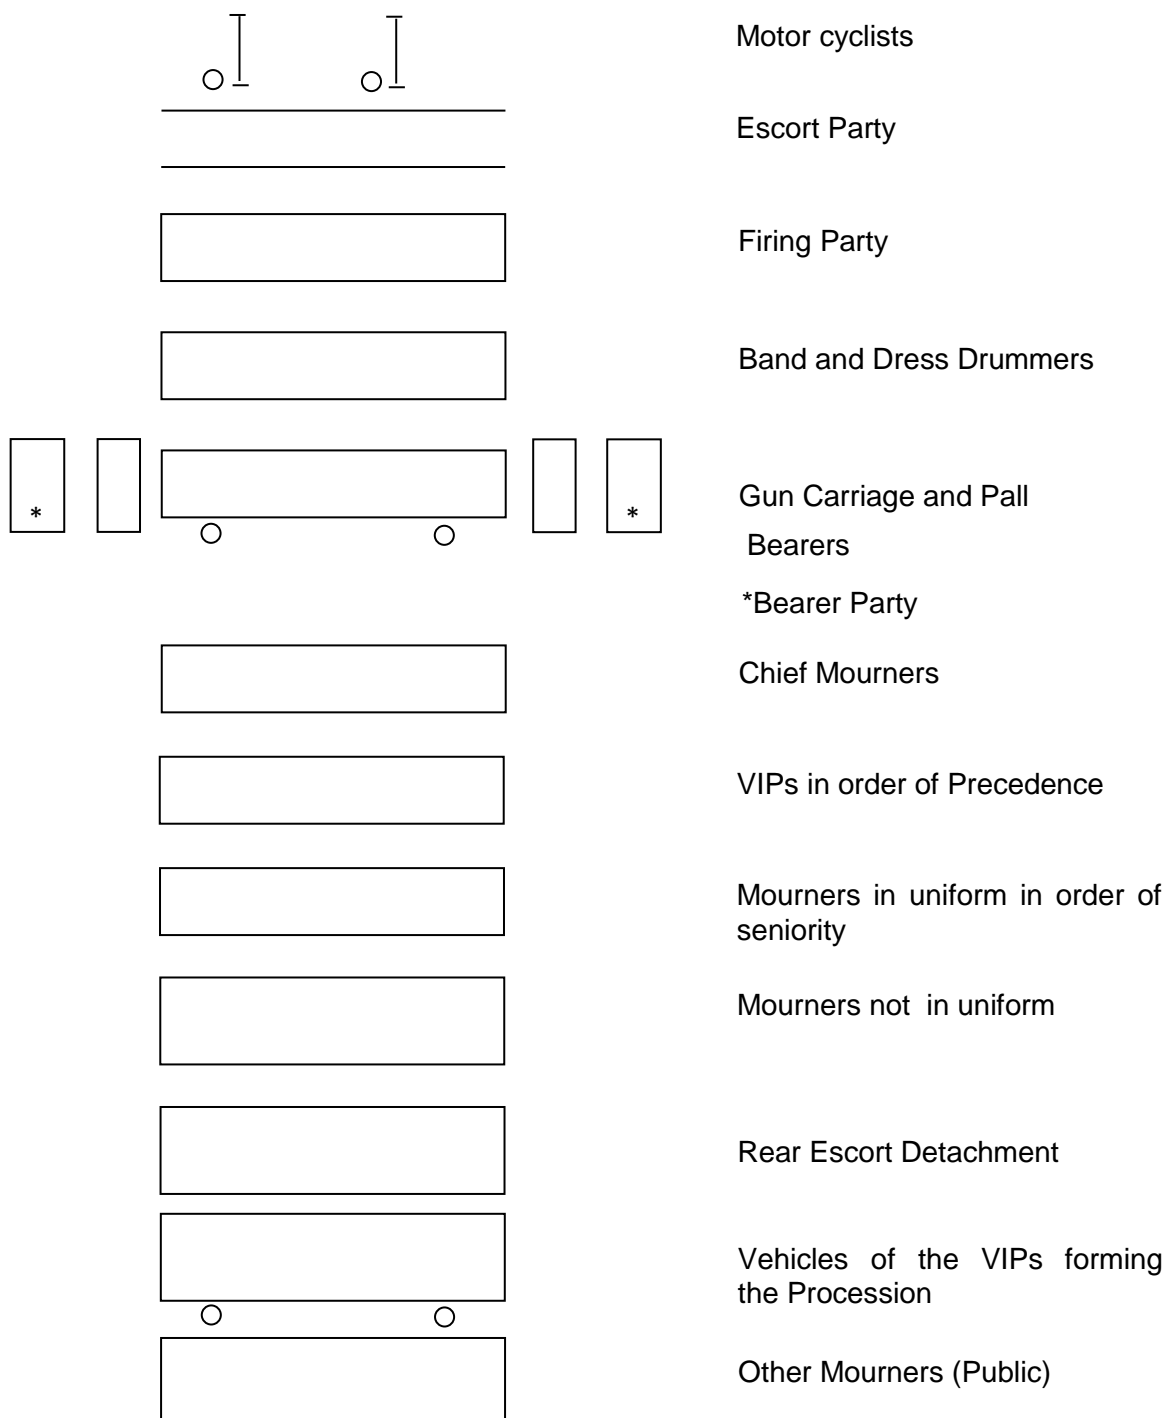 Motor cyclists
Escort Party
Firing Party
Band and Dress Drummers
* *
Gun Carriage and Pall
Bearers
*Bearer Party
Chief Mourners
VIPs in order of Precedence
Mourners in uniform in order of
seniority
Mourners not in uniform
Rear Escort Detachment
Vehicles of the VIPs forming
the Procession
Other Mourners (Public)